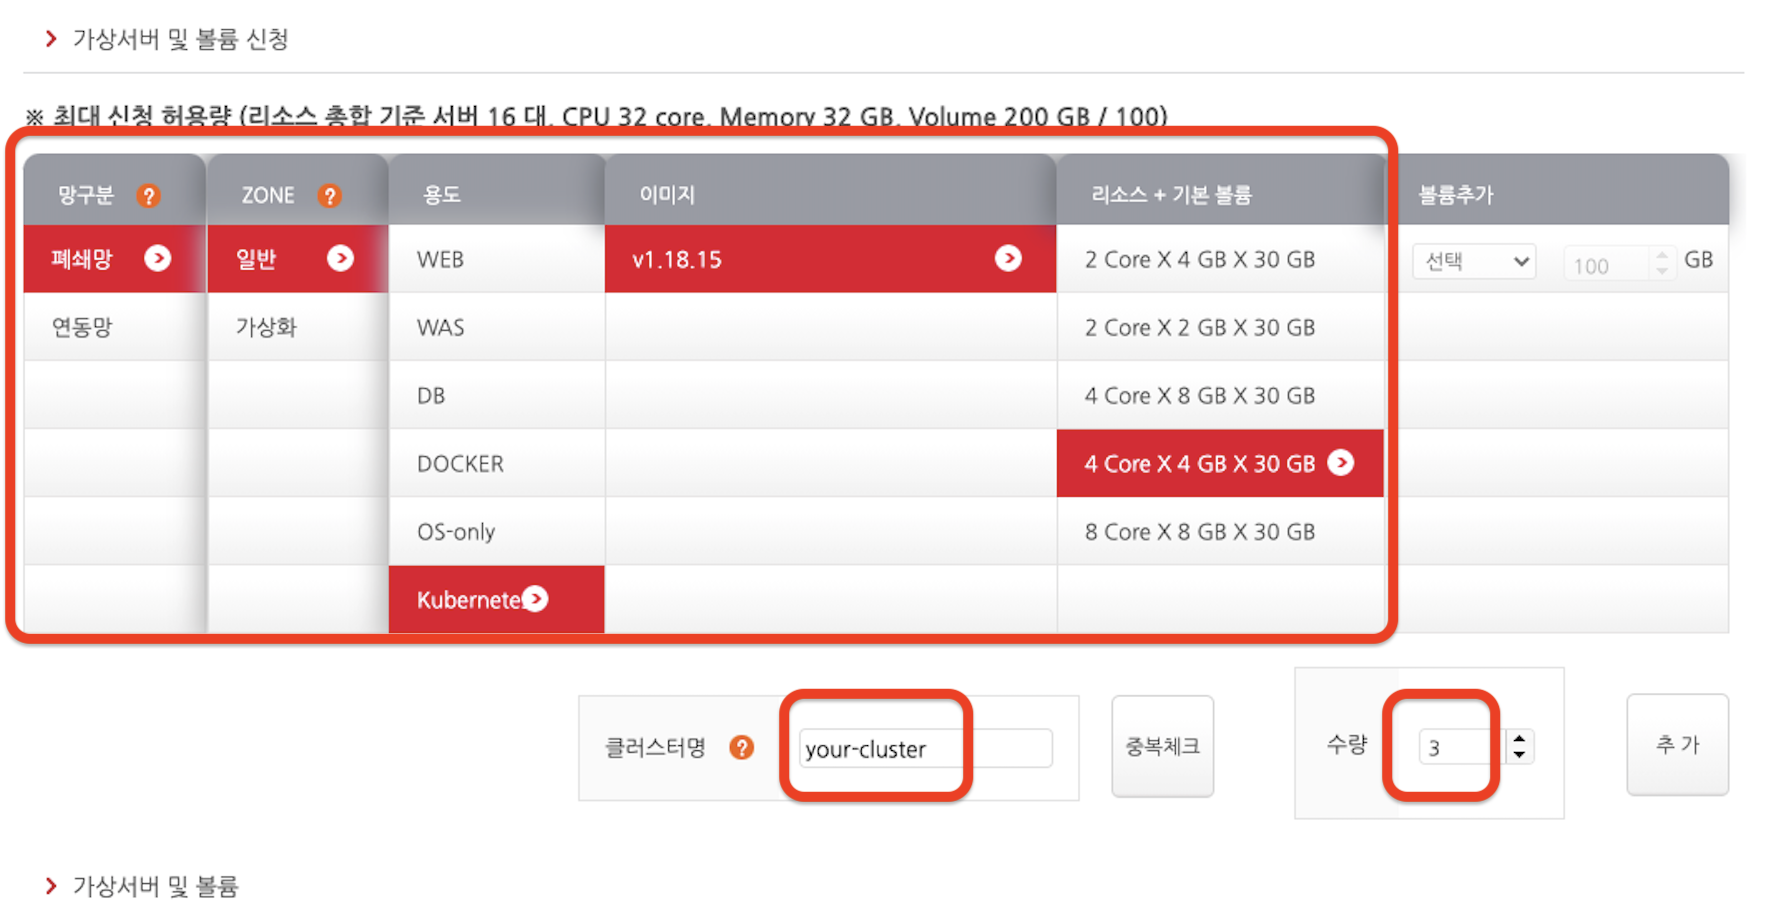 가상서버 및 볼륨 신청
※ 최대 신청 허용량 (리소스 총합 기준 서버 16 대, CPU 32 core, Memory 32 GB, Volume 200 GB / 100)
망구분 ? ZONE ? 용도 이미지 리소스 + 기본 볼륨 볼륨추가
폐쇄망 일반 WEB v1.18.15 2 Core X 4 GB X 30 GB 선택 100 GB
연동망 가상화 WAS 2 Core X 2 GB X 30 GB
DB 4 Core X 8 GB X 30 GB
DOCKER 4 Core X 4 GB X 30 GB
OS-only 8 Core X 8 GB X 30 GB
Kubernete
클러스터명 ? your-cluster 중복체크 수량 3 추 가
가상서버 및 볼륨